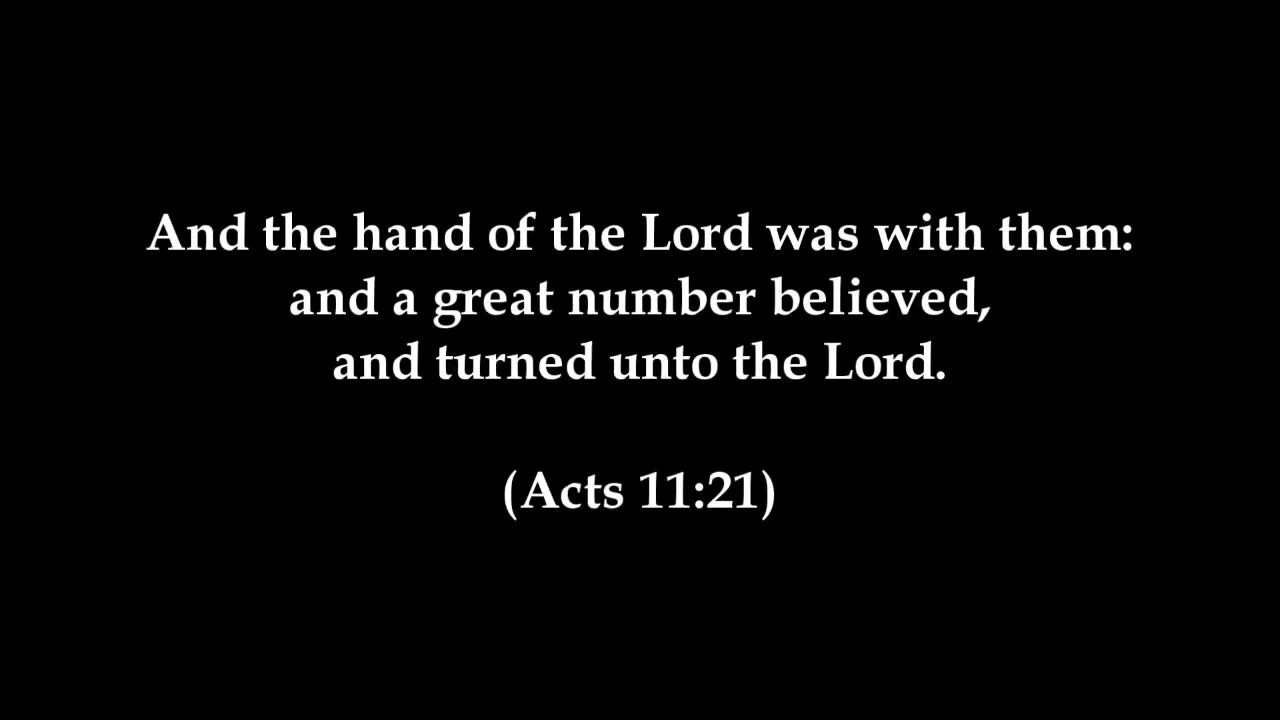 And the hand of the Lord was with them:
and a great number believed,
and turned unto the Lord.
(Acts 11:21)